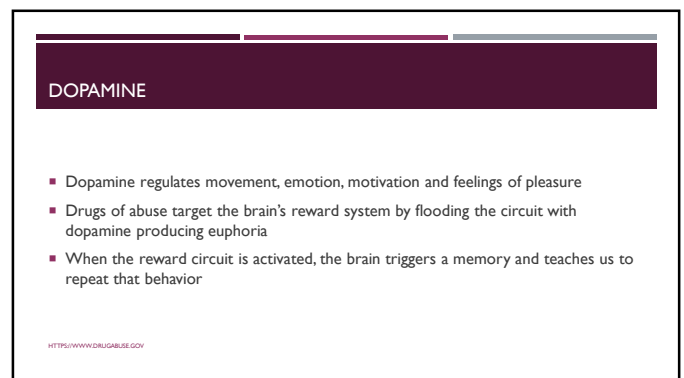 DOPAMINE
▪ Dopamine regulates movement, emotion, motivation and feelings of pleasure
▪ Drugs of abuse target the brain's reward system by flooding the circuit with
dopamine producing euphoria
▪ When the reward circuit is activated, the brain triggers a memory and teaches us to
repeat that behavior
HTTPS//WWW.DRUGABUSE.GOV